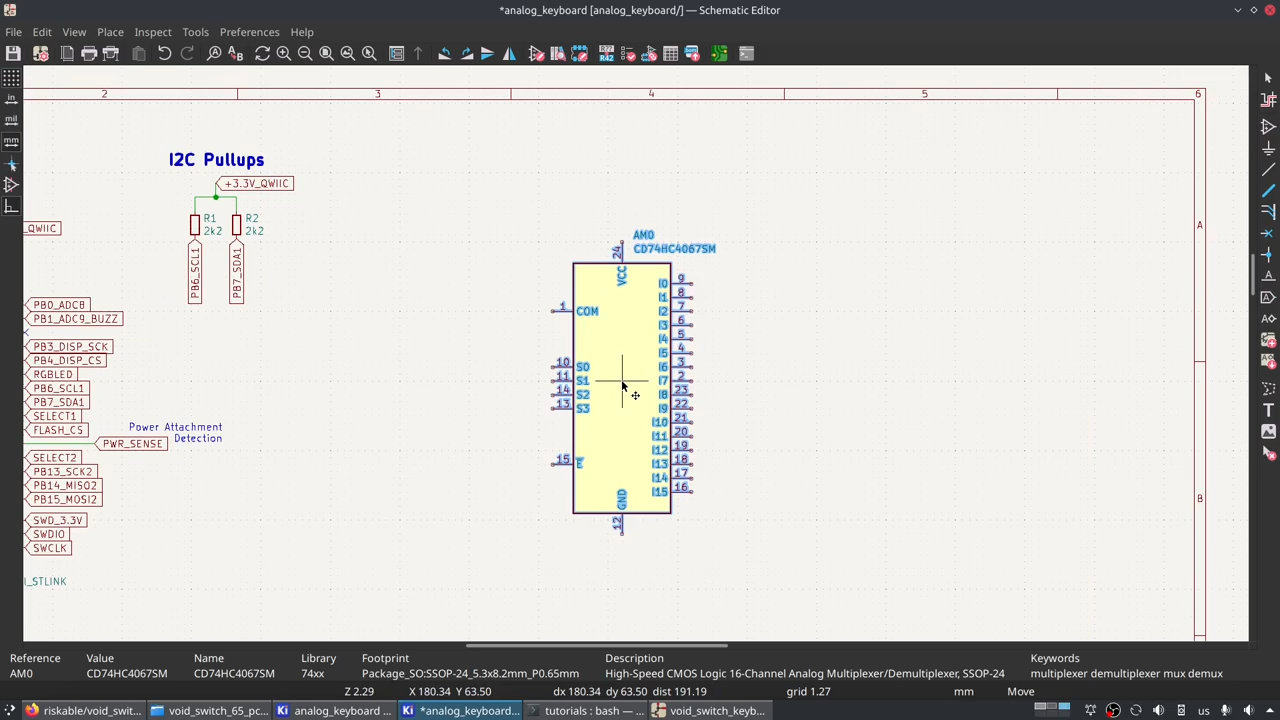 *analog_keyboard [analog_keyboard/] — Schematic Editor
File Edit View Place Inspect Tools Preferences Help
2 3 4 5 6
I2C Pullups
+3.3V_QWIIC
R1 R2
2k2 2k2
PB6_SCL1
PB7_SDA1
_QWIIC
PB0_ADC8
PB1_ADC9_BUZZ
PB3_DISP_SCK
PB4_DISP_CS
RGBLED
PB6_SCL1
PB7_SDA1
SELECT1
FLASH_CS
Power Attachment
Detection
PWR_SENSE
SELECT2
PB13_SCK2
PB14_MISO2
PB15_MOSI2
SWD_3.3V
SWDIO
SWCLK
_STLINK
AM0
CD74HC4067SM
24
VCC
1 COM
10 S0
11 S1
14 S2
13 S3
15 E
GND
12
I0 9
I1 8
I2 7
I3 6
I4 5
I5 4
I6 3
I7 2
I8 23
I9 22
I10 21
I11 20
I12 19
I13 18
I14 17
I15 16
A
B
in
mil
mm
R??
R42
Reference Value Name Library Footprint Description Keywords
AM0 CD74HC4067SM CD74HC4067SM 74xx Package_SO:SSOP-24_5.3x8.2mm_P0.65mm High-Speed CMOS Logic 16-Channel Analog Multiplexer/Demultiplexer, SSOP-24 multiplexer demultiplexer mux demux
Z 2.29 X 180.34 Y 63.50 dx 180.34 dy 63.50 dist 191.19 grid 1.27 mm Move
riskable/void_swit... void_switch_65_pc... analog_keyboard ... *analog_keyboard... tutorials : bash — ... void_switch_keyb... us